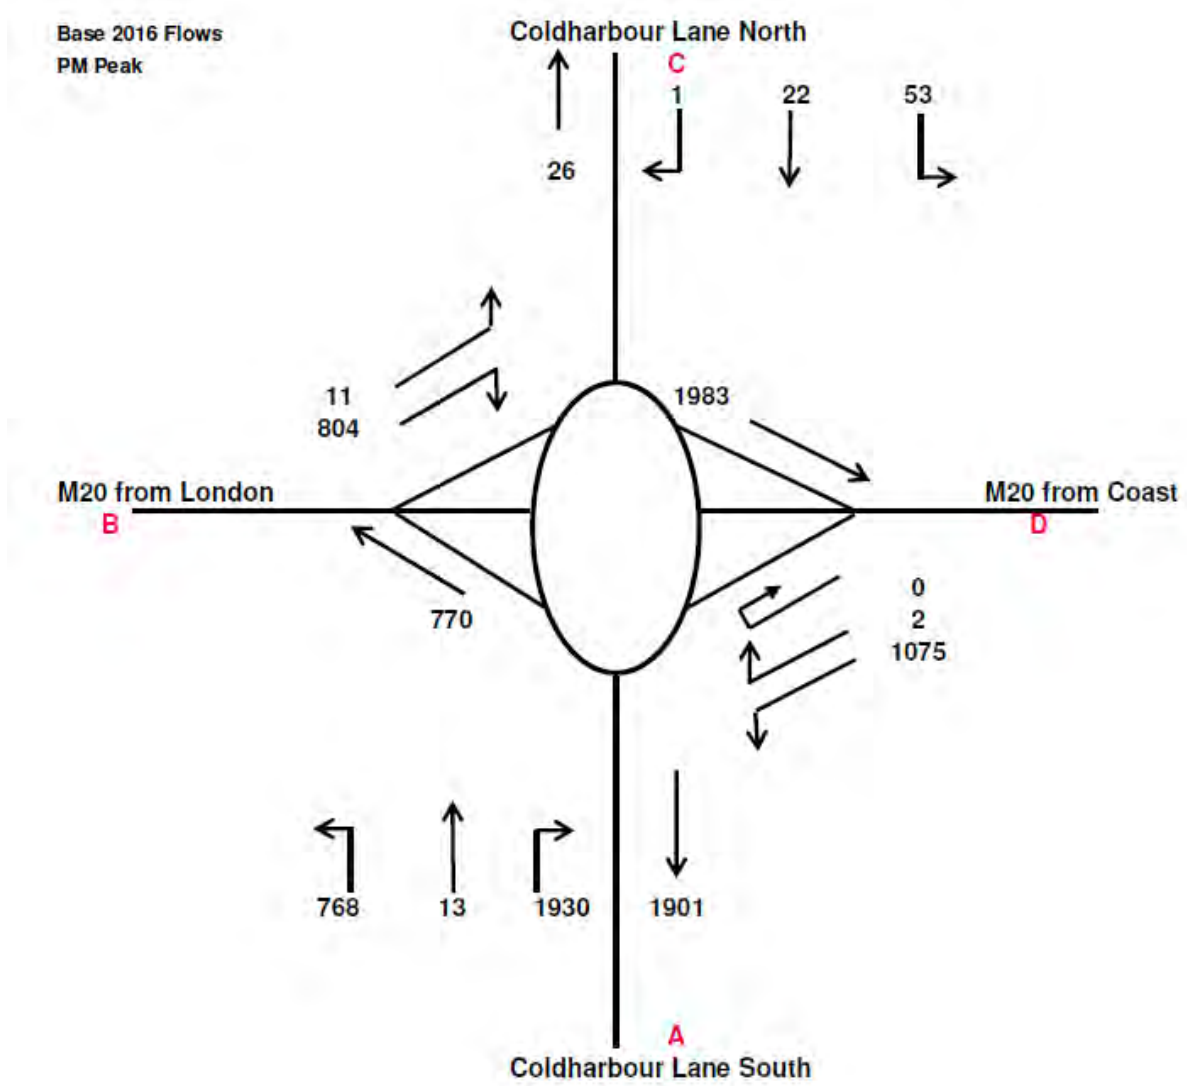 Base 2016 Flows
PM Peak
Coldharbour Lane North
C
1
22
53
26
11
804
1983
M20 from London
B
M20 from Coast
D
770
0
2
1075
768
13
1930
1901
A
Coldharbour Lane South